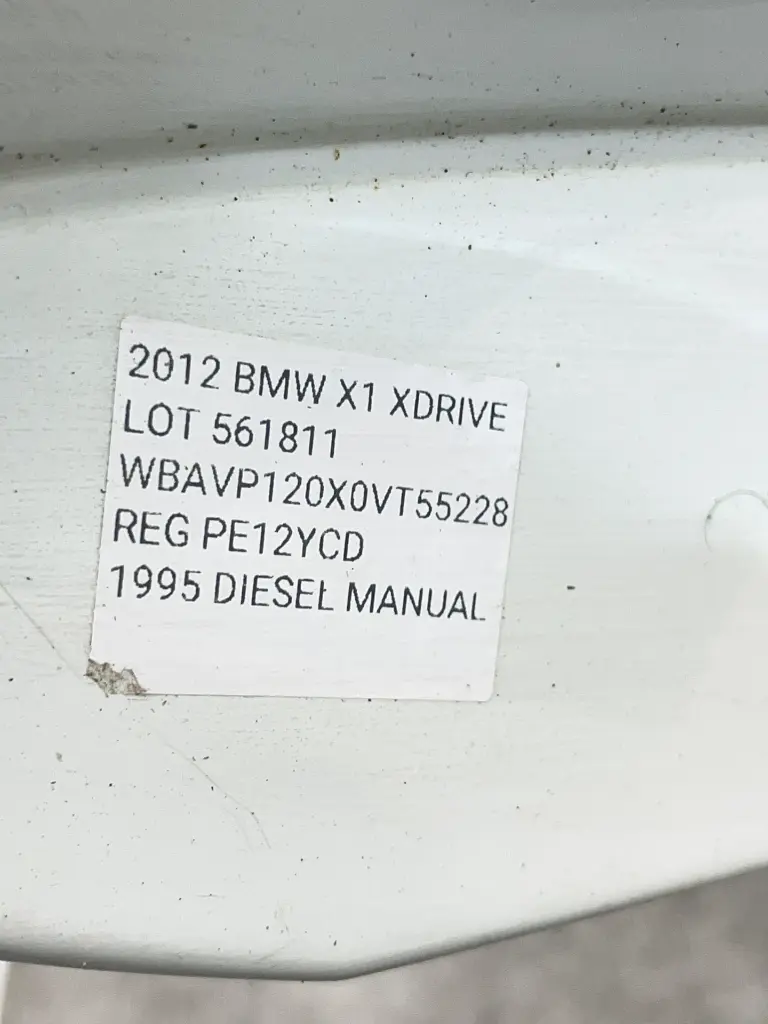 2012 BMW X1 XDRIVE
LOT 561811
WBAVP120X0VT55228
REG PE12YCD
1995 DIESEL MANUAL